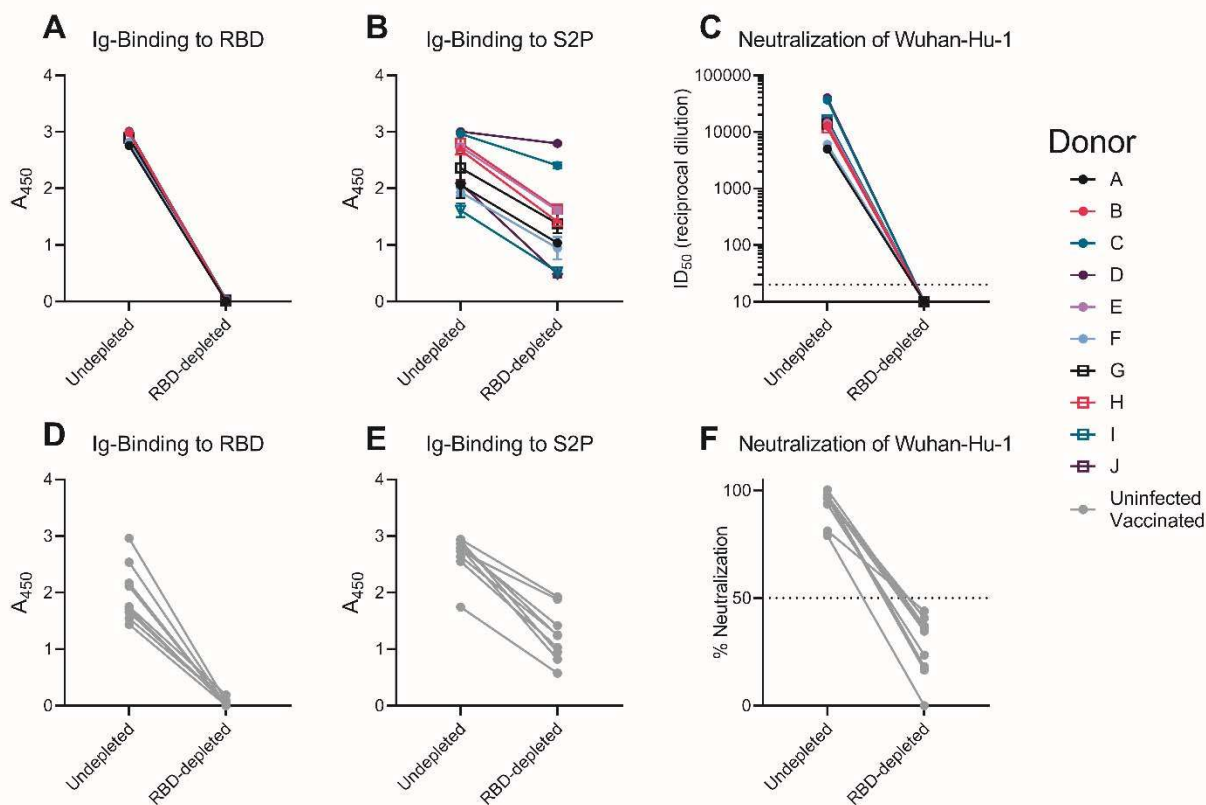 A Ig-Binding to RBD
4
3
2
1
0
A450
Undepleted
RBD-depleted
B Ig-Binding to S2P
4
3
2
1
0
A450
Undepleted
RBD-depleted
C Neutralization of Wuhan-Hu-1
100000
10000
1000
100
10
ID50 (reciprocal dilution)
Undepleted
RBD-depleted
Donor
A
B
C
D
E
F
G
H
I
J
Uninfected
Vaccinated
D Ig-Binding to RBD
4
3
2
1
0
A450
Undepleted
RBD-depleted
E Ig-Binding to S2P
4
3
2
1
0
A450
Undepleted
RBD-depleted
F Neutralization of Wuhan-Hu-1
100
50
0
% Neutralization
Undepleted
RBD-depleted